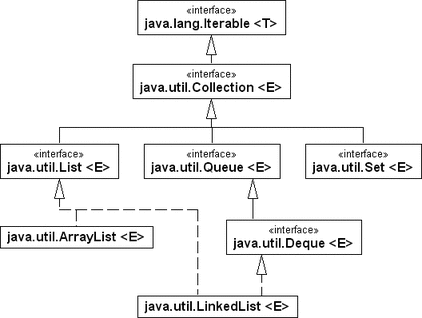 «interface»
java.lang.Iterable <T>
«interface»
java.util.Collection <E>
«interface»
java.util.List <E>
«interface»
java.util.Queue <E>
«interface»
java.util.Set <E>
java.util.ArrayList <E>
«interface»
java.util.Deque <E>
java.util.LinkedList <E>